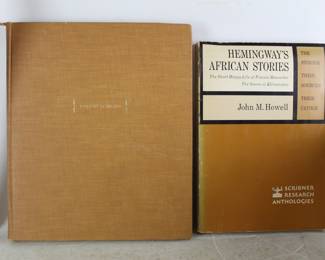 HEMINGWAY'S
AFRICAN STORIES
The Short Happy Life of Francis Macomber
The Snows of Kilimanjaro
John M. Howell
THE
STORIES
THEIR
SOURCES
THEIR
CRITICS
SCRIBNER
RESEARCH
ANTHOLOGIES